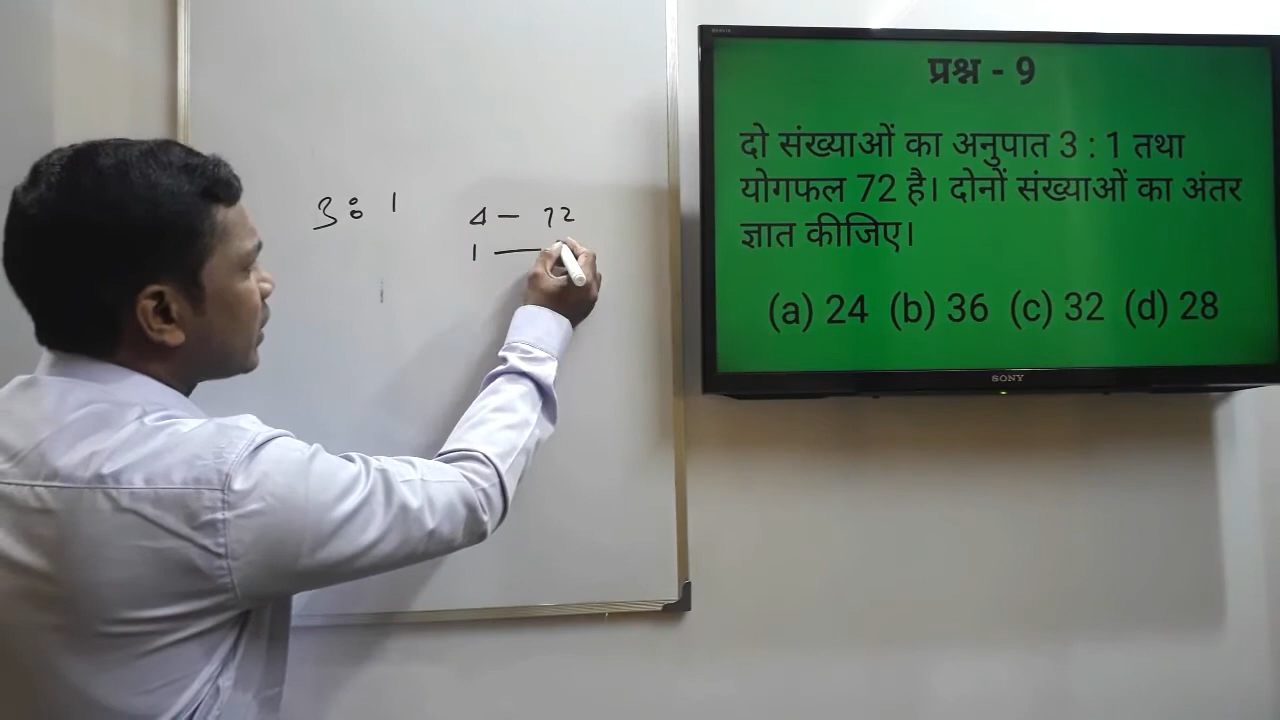 3 : 1
4 — 72
1 —
प्रश्न - 9
दो संख्याओं का अनुपात 3 : 1 तथा
योगफल 72 है। दोनों संख्याओं का अंतर
ज्ञात कीजिए।
(a) 24 (b) 36 (c) 32 (d) 28
SONY